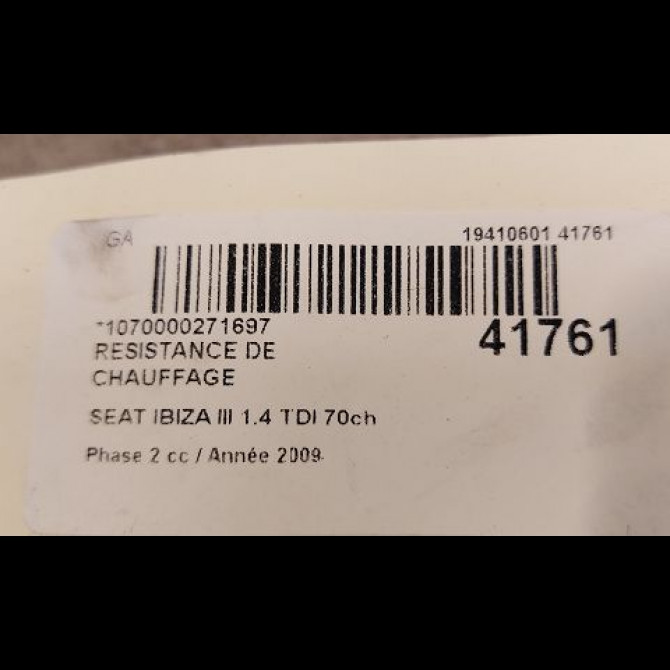 GA 19410601 41761
*1070000271697 41761
RESISTANCE DE
CHAUFFAGE
SEAT IBIZA III 1.4 TDI 70ch
Phase 2 cc / Année 2009